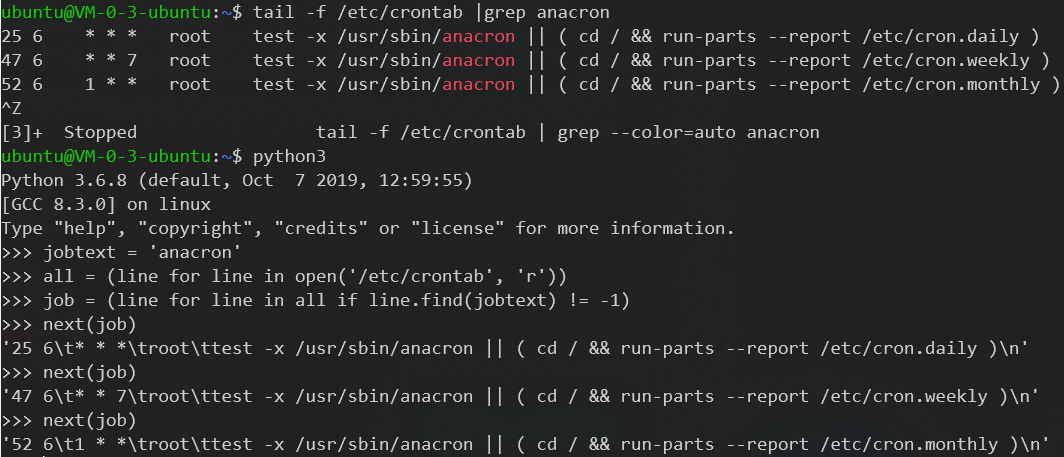 ubuntu@VM-0-3-ubuntu:~$ tail -f /etc/crontab |grep anacron
25 6    * * *   root    test -x /usr/sbin/anacron || ( cd / && run-parts --report /etc/cron.daily )
47 6    * * 7   root    test -x /usr/sbin/anacron || ( cd / && run-parts --report /etc/cron.weekly )
52 6    1 * *   root    test -x /usr/sbin/anacron || ( cd / && run-parts --report /etc/cron.monthly )
^Z
[3]+  Stopped                 tail -f /etc/crontab | grep --color=auto anacron
ubuntu@VM-0-3-ubuntu:~$ python3
Python 3.6.8 (default, Oct  7 2019, 12:59:55)
[GCC 8.3.0] on linux
Type "help", "copyright", "credits" or "license" for more information.
>>> jobtext = 'anacron'
>>> all = (line for line in open('/etc/crontab', 'r'))
>>> job = (line for line in all if line.find(jobtext) != -1)
>>> next(job)
'25 6\t* * *\troot\ttest -x /usr/sbin/anacron || ( cd / && run-parts --report /etc/cron.daily )\n'
>>> next(job)
'47 6\t* * 7\troot\ttest -x /usr/sbin/anacron || ( cd / && run-parts --report /etc/cron.weekly )\n'
>>> next(job)
'52 6\t1 * *\troot\ttest -x /usr/sbin/anacron || ( cd / && run-parts --report /etc/cron.monthly )\n'